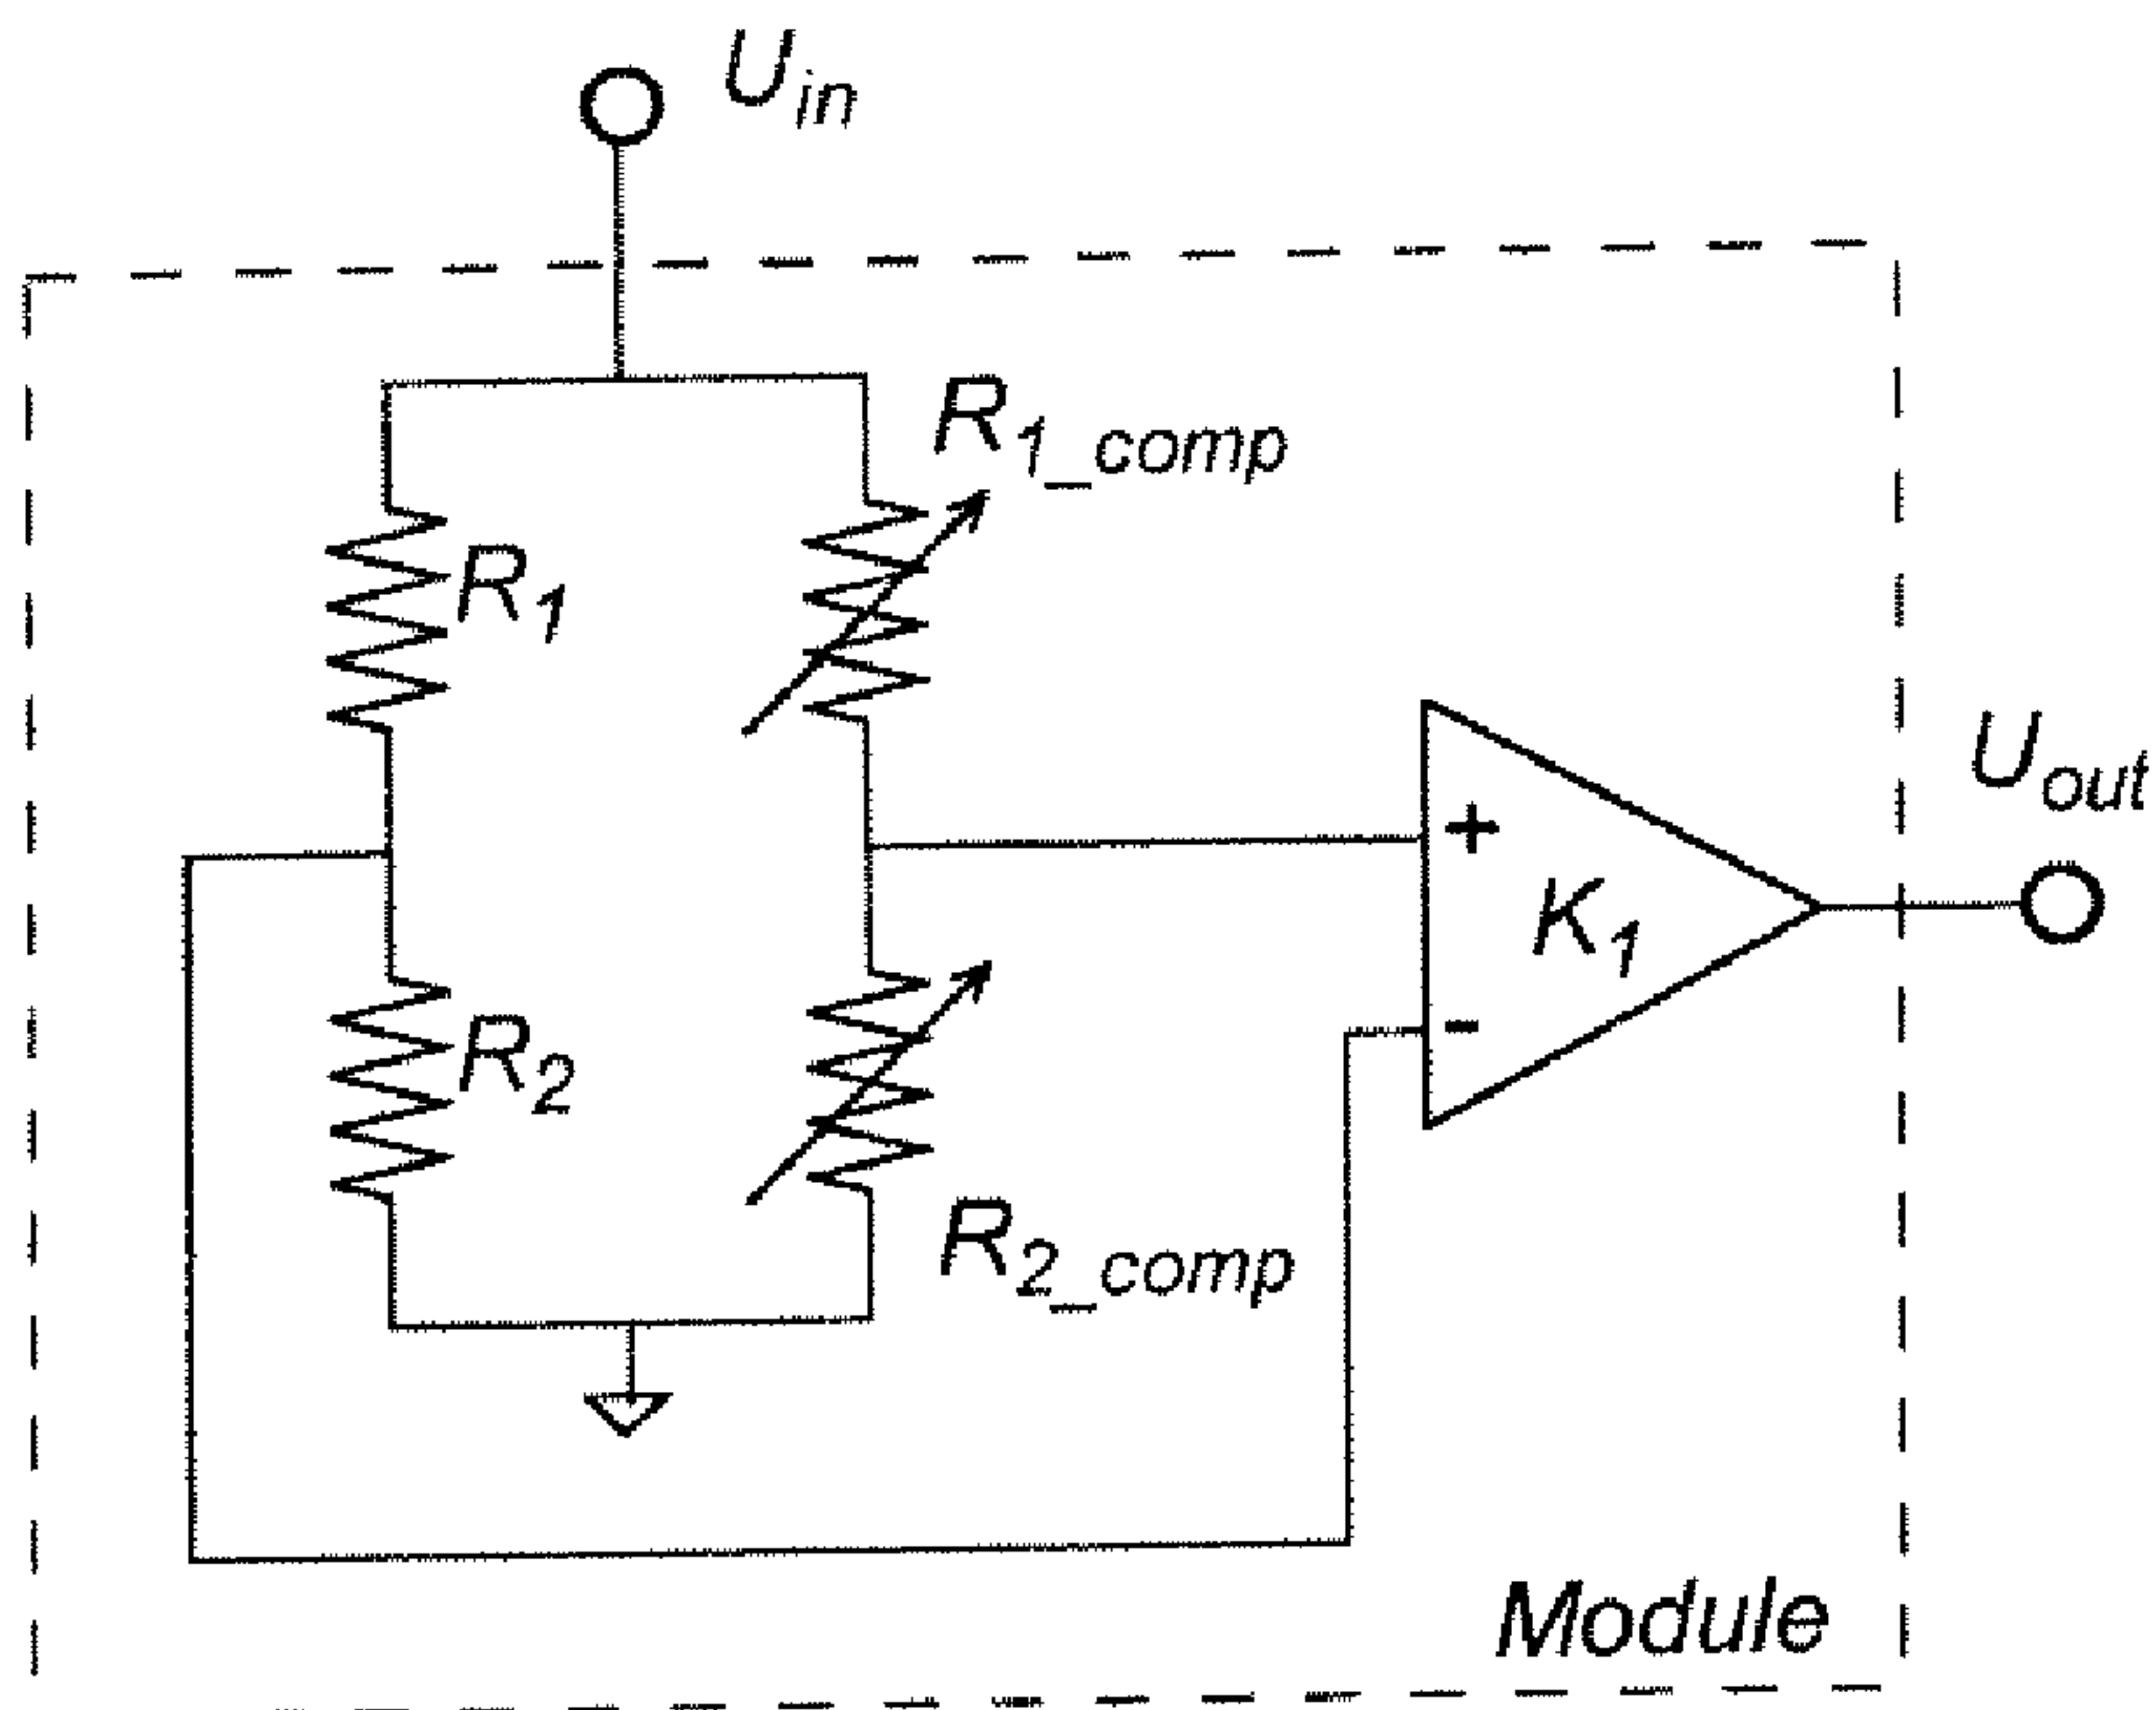 U_in
R_1_comp
R_1
U_out
+
K_1
-
R_2
R_2_comp
Module